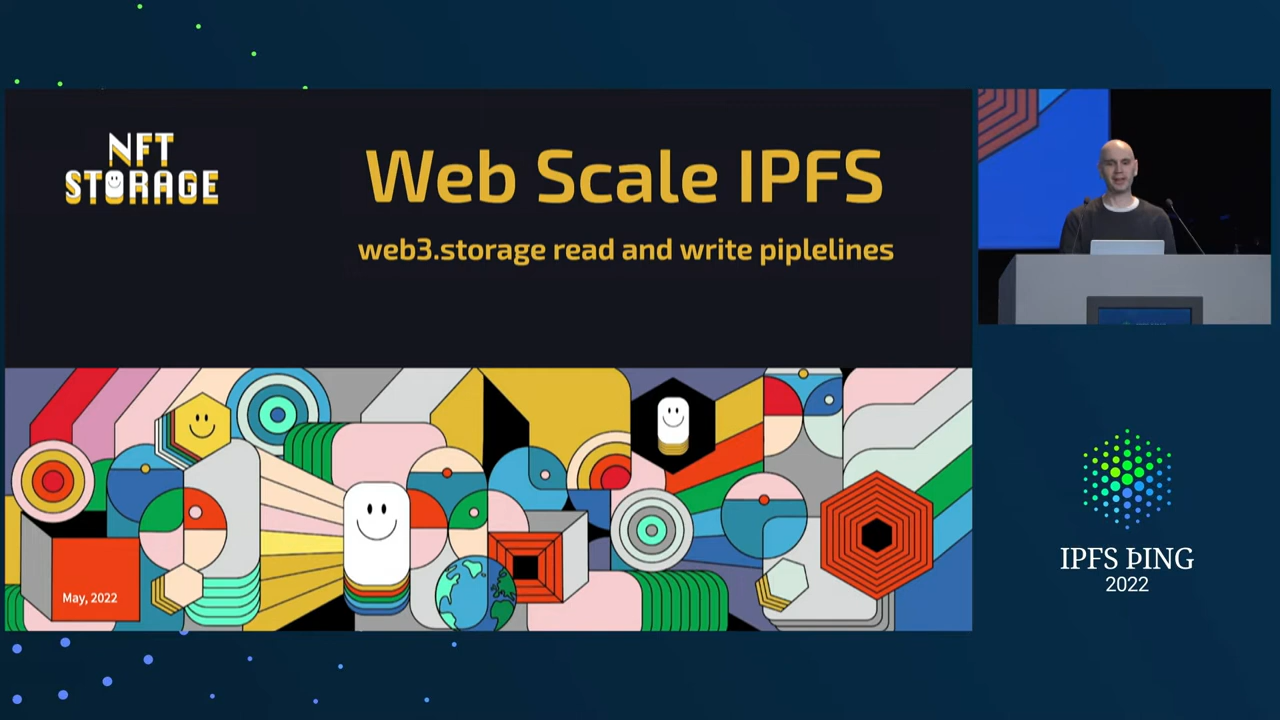 NFT
STORAGE
Web Scale IPFS
web3.storage read and write piplelines
May, 2022
IPFS ÞING
2022